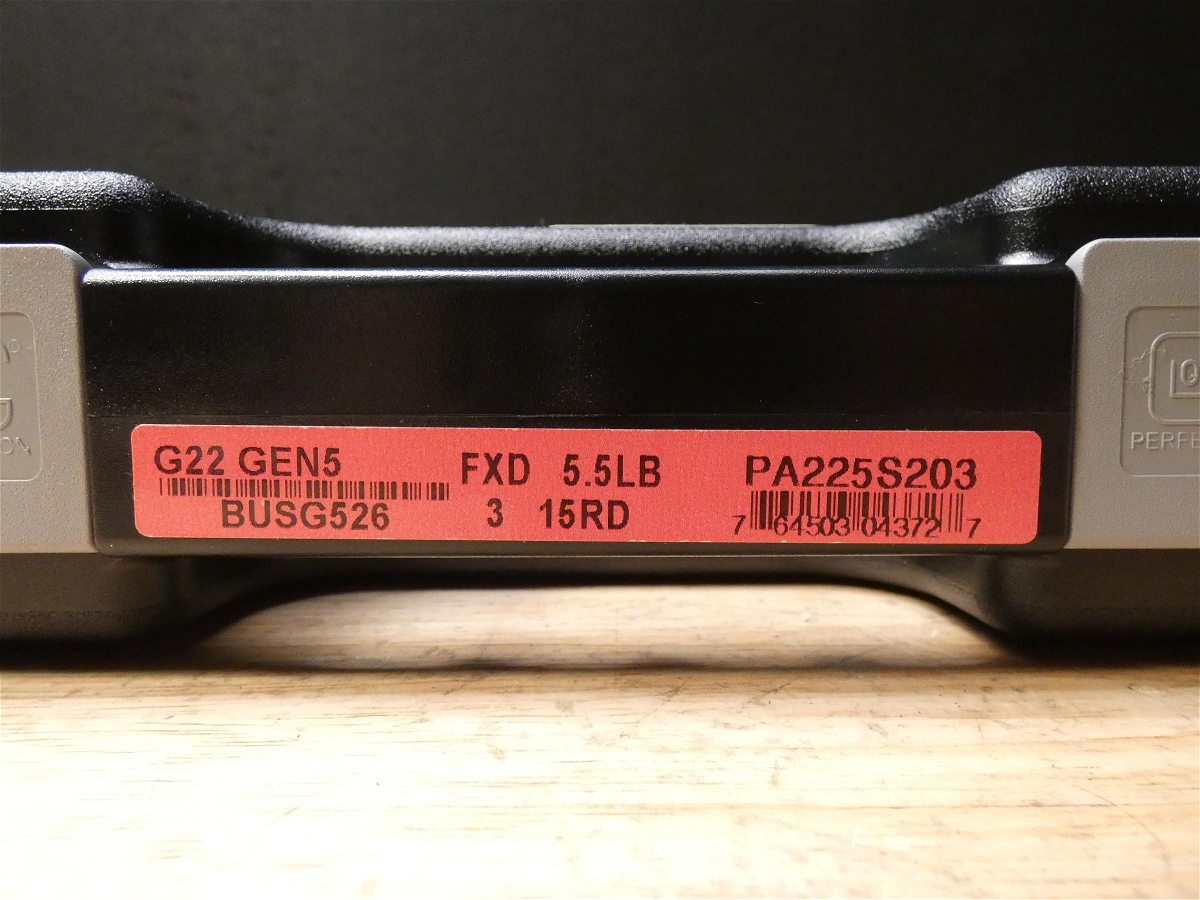 G22 GEN5
BUSG526
FXD 5.5LB
3 15RD
PA225S203
7 64503 04372 7